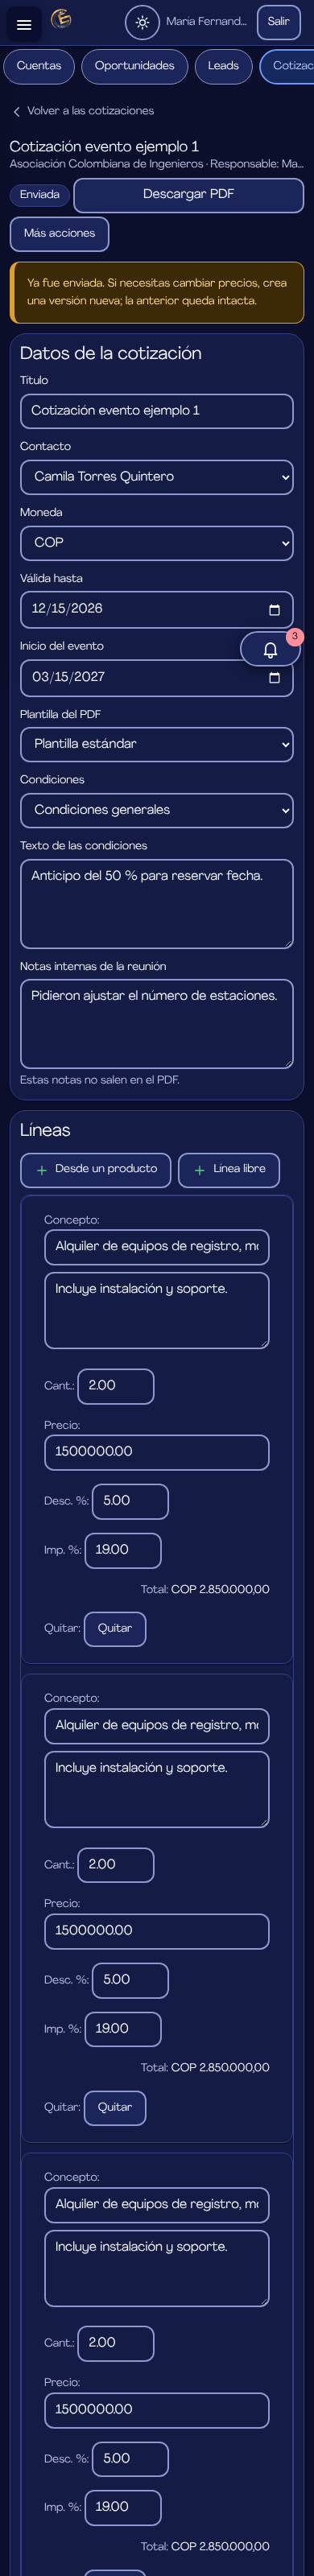 María Fernand...
Salir
Cuentas
Oportunidades
Leads
Cotizac
Volver a las cotizaciones
Cotización evento ejemplo 1
Asociación Colombiana de Ingenieros · Responsable: Ma...
Enviada
Descargar PDF
Más acciones
Ya fue enviada. Si necesitas cambiar precios, crea
una versión nueva; la anterior queda intacta.
Datos de la cotización
Título
Cotización evento ejemplo 1
Contacto
Camila Torres Quintero
Moneda
COP
Válida hasta
12/15/2026
3
Inicio del evento
03/15/2027
Plantilla del PDF
Plantilla estándar
Condiciones
Condiciones generales
Texto de las condiciones
Anticipo del 50 % para reservar fecha.
Notas internas de la reunión
Pidieron ajustar el número de estaciones.
Estas notas no salen en el PDF.
Líneas
Desde un producto
Línea libre
Concepto:
Alquiler de equipos de registro, mo
Incluye instalación y soporte.
Cant.: 2.00
Precio:
1500000.00
Desc. %: 5.00
Imp. %: 19.00
Total: COP 2.850.000,00
Quitar: Quitar
Concepto:
Alquiler de equipos de registro, mo
Incluye instalación y soporte.
Cant.: 2.00
Precio:
1500000.00
Desc. %: 5.00
Imp. %: 19.00
Total: COP 2.850.000,00
Quitar: Quitar
Concepto:
Alquiler de equipos de registro, mo
Incluye instalación y soporte.
Cant.: 2.00
Precio:
1500000.00
Desc. %: 5.00
Imp. %: 19.00
Total: COP 2.850.000,00